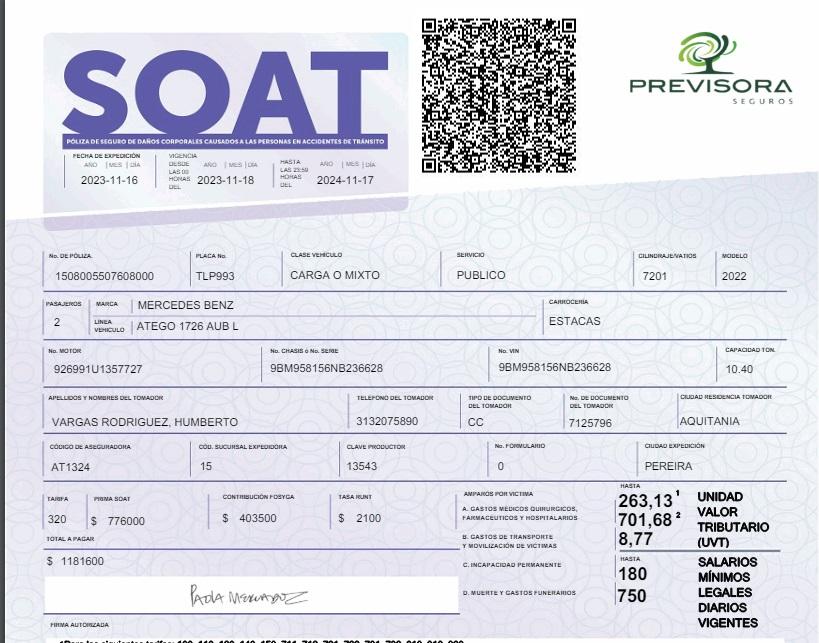 SOAT
PÓLIZA DE SEGURO DE DAÑOS CORPORALES CAUSADOS A LAS PERSONAS EN ACCIDENTES DE TRÁNSITO
FECHA DE EXPEDICIÓN
AÑO MES DÍA
2023-11-16
VIGENCIA DESDE LAS 00 HORAS DEL
AÑO MES DÍA
2023-11-18
HASTA LAS 23:59 HORAS DEL
AÑO MES DÍA
2024-11-17
PREVISORA
SEGUROS
No. DE PÓLIZA. PLACA No. CLASE VEHÍCULO SERVICIO CILINDRAJE/VATIOS MODELO
1508005507608000 TLP993 CARGA O MIXTO PUBLICO 7201 2022
PASAJEROS MARCA MERCEDES BENZ CARROCERÍA
2 LÍNEA VEHICULO ATEGO 1726 AUB L ESTACAS
No. MOTOR No. CHASIS ó No. SERIE No. VIN CAPACIDAD TON.
926991U1357727 9BM958156NB236628 9BM958156NB236628 10.40
APELLIDOS Y NOMBRES DEL TOMADOR TELEFONO DEL TOMADOR TIPO DE DOCUMENTO DEL TOMADOR No. DE DOCUMENTO DEL TOMADOR CIUDAD RESIDENCIA TOMADOR
VARGAS RODRIGUEZ, HUMBERTO 3132075890 CC 7125796 AQUITANIA
CÓDIGO DE ASEGURADORA CÓD. SUCURSAL EXPEDIDORA CLAVE PRODUCTOR No. FORMULARIO CIUDAD EXPEDICIÓN
AT1324 15 13543 0 PEREIRA
TARIFA PRIMA SOAT CONTRIBUCIÓN FOSYGA TASA RUNT
320 $ 776000 $ 403500 $ 2100
TOTAL A PAGAR
$ 1181600
AMPAROS POR VICTIMA
A. GASTOS MÉDICOS QUIRURGICOS, FARMACEUTICOS Y HOSPITALARIOS
B. GASTOS DE TRANSPORTE Y MOVILIZACIÓN DE VICTIMAS
C. INCAPACIDAD PERMANENTE
D. MUERTE Y GASTOS FUNERARIOS
HASTA
263,13 ¹
701,68 ²
8,77
UNIDAD
VALOR
TRIBUTARIO
(UVT)
HASTA
180
750
SALARIOS
MÍNIMOS
LEGALES
DIARIOS
VIGENTES
FIRMA AUTORIZADA